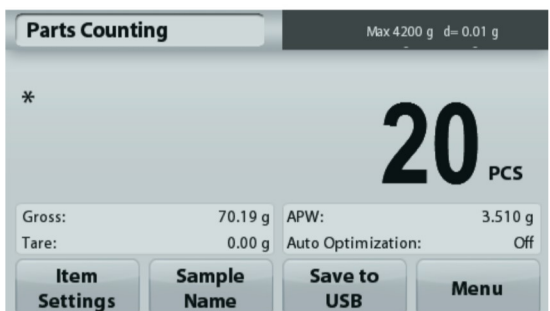 Parts Counting
Max 4200 g d= 0.01 g
*
20 PCS
Gross: 70.19 g APW: 3.510 g
Tare: 0.00 g Auto Optimization: Off
Item Settings
Sample Name
Save to USB
Menu